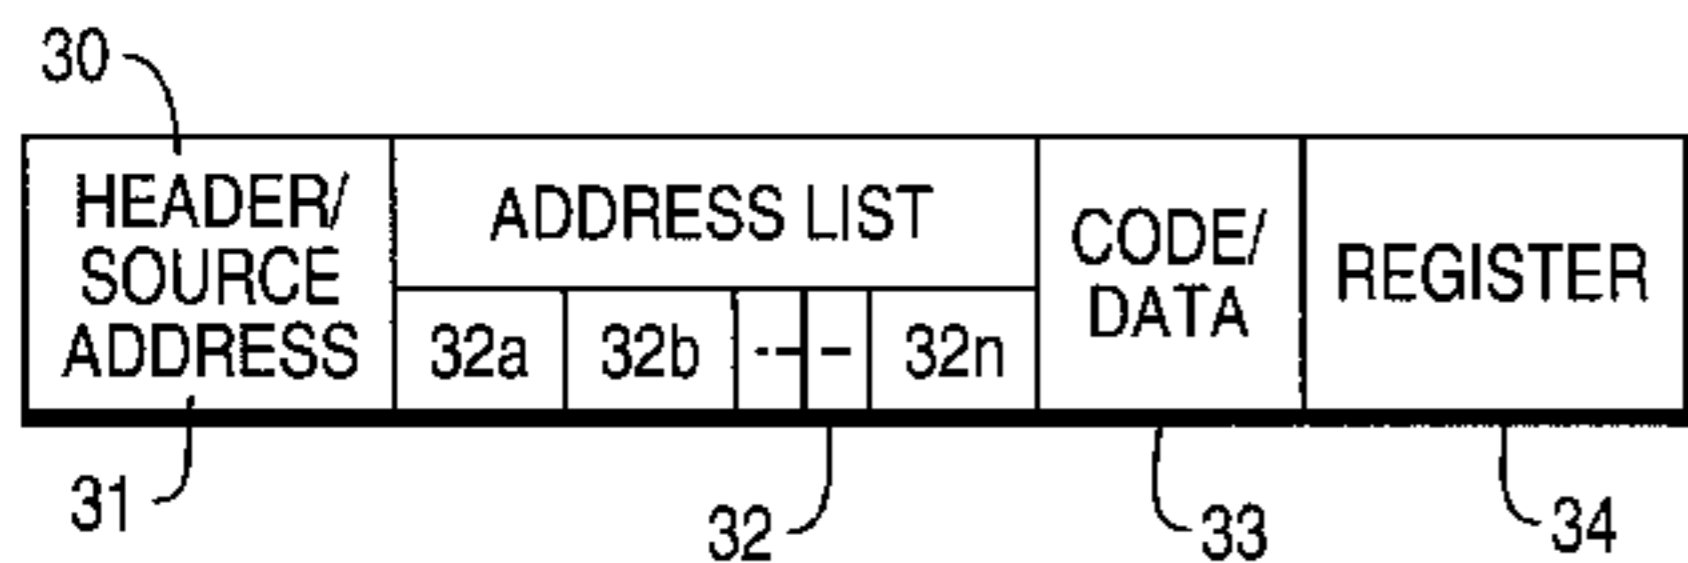 30
HEADER/
SOURCE
ADDRESS
ADDRESS LIST
32a 32b -- - 32n
CODE/
DATA
REGISTER
31
32
33
34